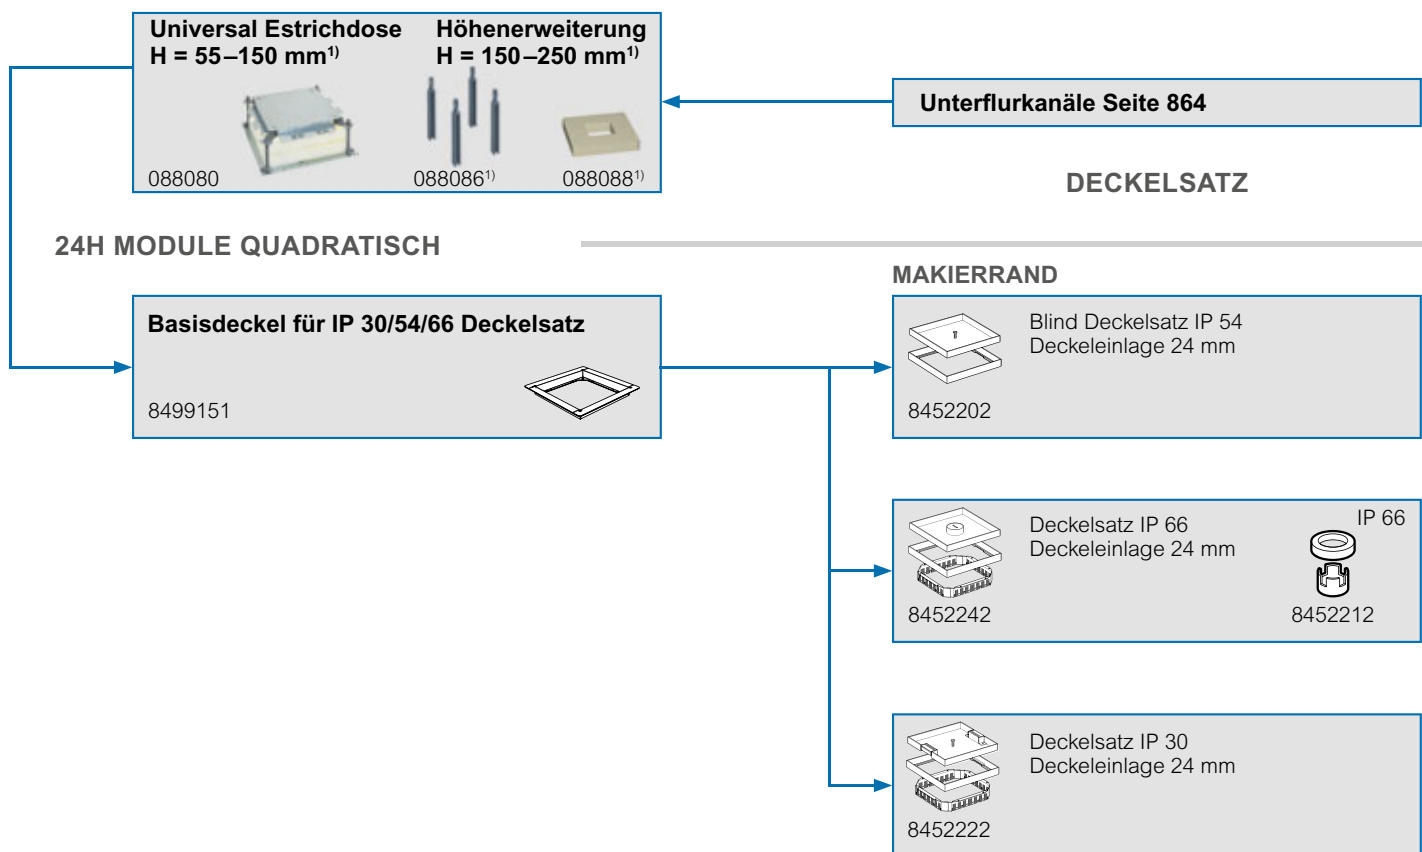 Universal Estrichdose
H = 55–150 mm1)
Höhenerweiterung
H = 150–250 mm1)
088080
0880861)
0880881)
Unterflurkanäle Seite 864
DECKELSATZ
24H MODULE QUADRATISCH
MAKIERRAND
Basisdeckel für IP 30/54/66 Deckelsatz
8499151
Blind Deckelsatz IP 54
Deckeleinlage 24 mm
8452202
Deckelsatz IP 66
Deckeleinlage 24 mm
8452242
IP 66
8452212
Deckelsatz IP 30
Deckeleinlage 24 mm
8452222